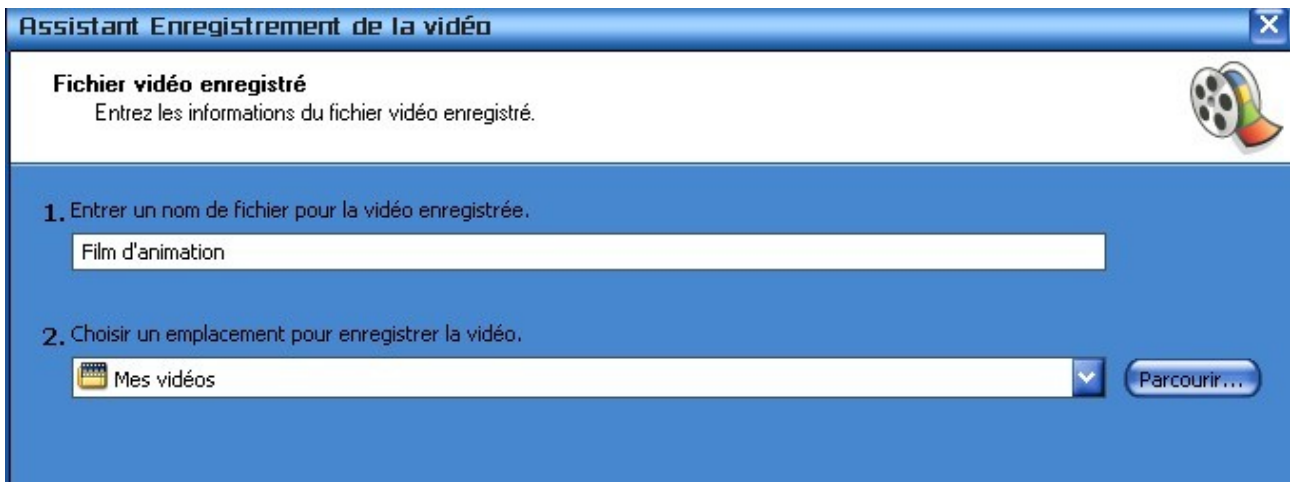 Assistant Enregistrement de la vidéo
Fichier vidéo enregistré
Entrez les informations du fichier vidéo enregistré.
1. Entrer un nom de fichier pour la vidéo enregistrée.
Film d'animation
2. Choisir un emplacement pour enregistrer la vidéo.
Mes vidéos
Parcourir...